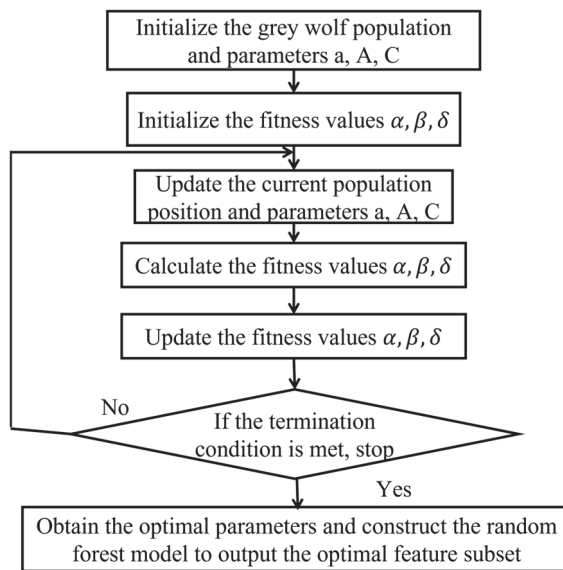 Initialize the grey wolf population
and parameters a, A, C
Initialize the fitness values α, β, δ
Update the current population
position and parameters a, A, C
Calculate the fitness values α, β, δ
Update the fitness values α, β, δ
No
If the termination
condition is met, stop
Yes
Obtain the optimal parameters and construct the random
forest model to output the optimal feature subset